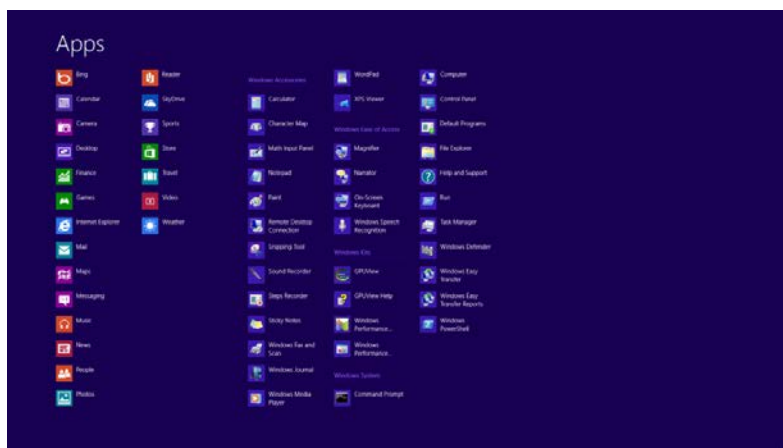 Apps
Bing
Calendar
Camera
Desktop
Finance
Games
Internet Explorer
Mail
Maps
Messaging
Music
News
People
Photos
Reader
SkyDrive
Sports
Store
Travel
Video
Weather
Windows Accessories
Calculator
Character Map
Math Input Panel
Notepad
Paint
Remote Desktop
Connection
Snipping Tool
Sound Recorder
Steps Recorder
Sticky Notes
Windows Fax and
Scan
Windows Journal
Windows Media
Player
WordPad
XPS Viewer
Windows Ease of Access
Magnifier
Narrator
On-Screen
Keyboard
Windows Speech
Recognition
Windows Kits
GPUView
GPUView Help
Windows
Performance...
Windows
Performance...
Windows System
Command Prompt
Computer
Control Panel
Default Programs
File Explorer
Help and Support
Run
Task Manager
Windows Defender
Windows Easy
Transfer
Windows Easy
Transfer Reports
Windows
PowerShell